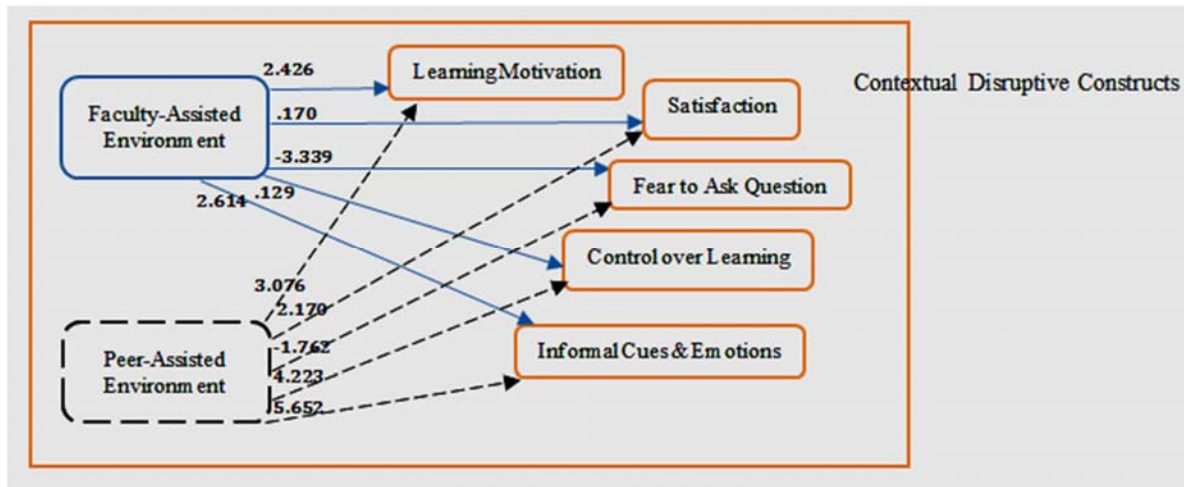 2.426
LearningMotivation
Contextual Disruptive Constructs
Faculty-Assisted
Environment
.170
Satisfaction
-3.339
Fear to Ask Question
2.614
.129
Control over Learning
3.076
2.170
-1.762
Informal Cues & Emotions
Peer-Assisted
Environment
4.223
5.652